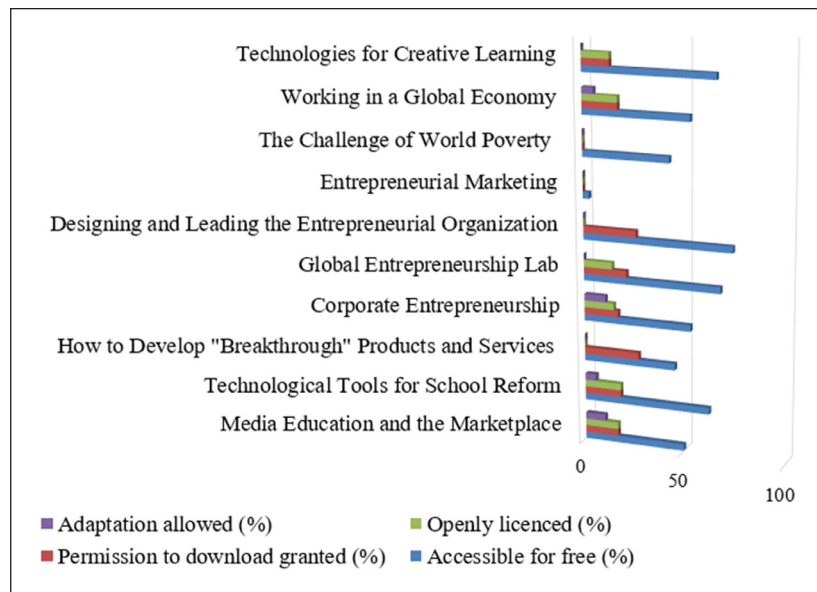 Technologies for Creative Learning
Working in a Global Economy
The Challenge of World Poverty
Entrepreneurial Marketing
Designing and Leading the Entrepreneurial Organization
Global Entrepreneurship Lab
Corporate Entrepreneurship
How to Develop "Breakthrough" Products and Services
Technological Tools for School Reform
Media Education and the Marketplace
0
50
100
Adaptation allowed (%) Openly licenced (%)
Permission to download granted (%) Accessible for free (%)